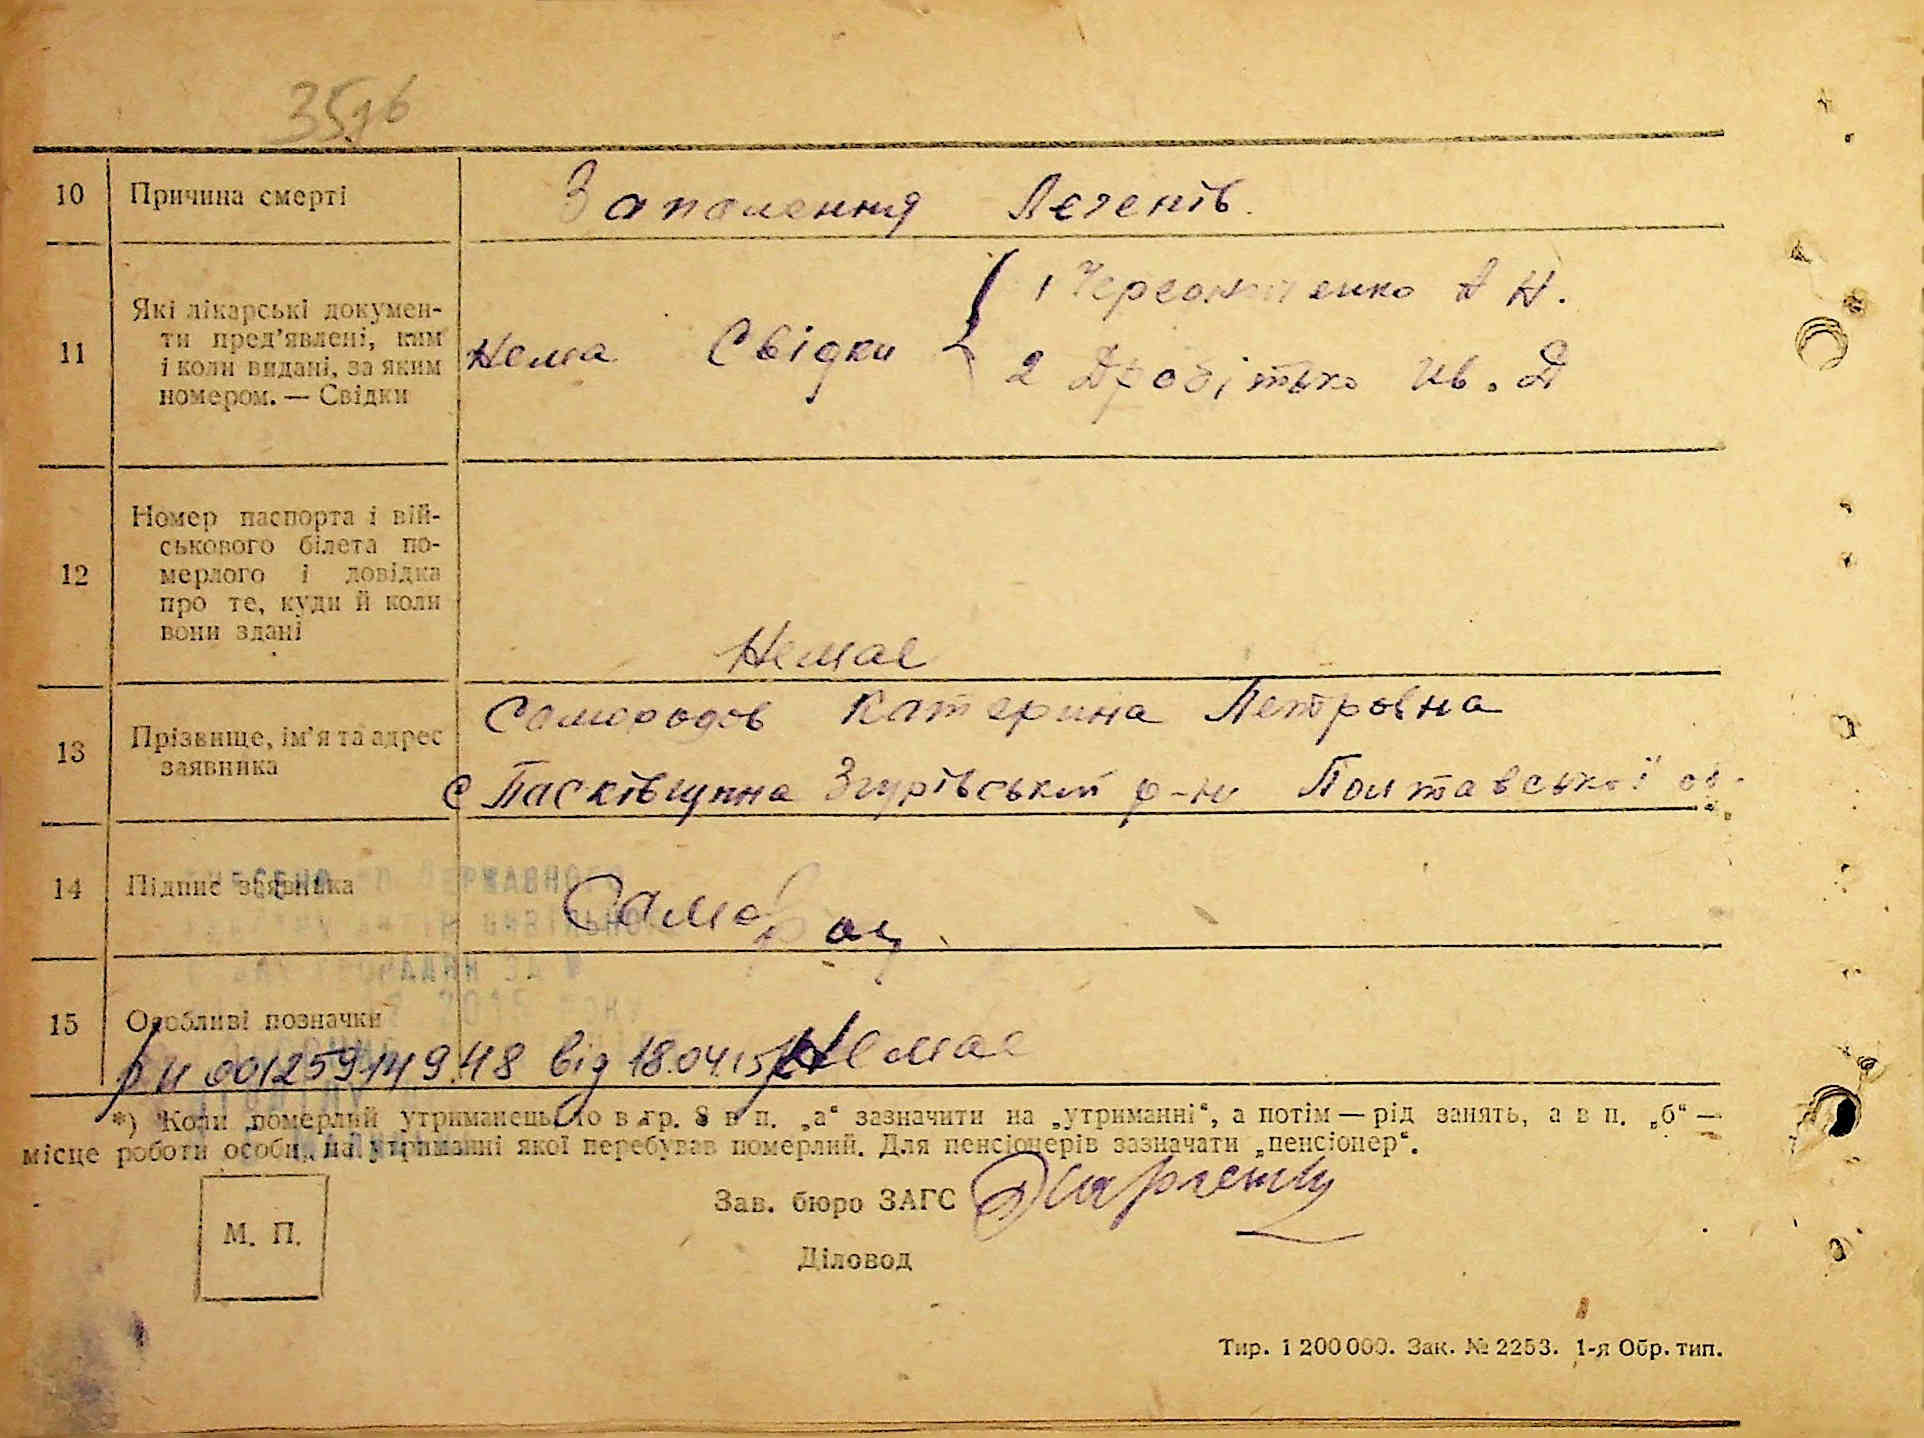 10 Причина смерті Запалення Легенів.
11 Які лікарські докумен-
ти пред'явлені, ким
і коли видані, за яким
номером. — Свідки
Нема Свідки
1 А Н.
2 Дробітько Ив. Д
12 Номер паспорта і вій-
ськового білета по-
мерлого і довідка
про те, куди й коли
вони здані
Немає
13 Прізвище, ім'я та адрес
заявника
Самородов Катерина Петровна
с Пасківщина Згурівський р-н Полтавської об.
14 Підпис заявника
15 Особливі позначки
від 18.04.15 Немає
*) Коли померлий утриманець, то в гр. 8 в п. „а“ зазначити на „утриманні“, а потім — рід занять, а в п. „б“ —
місце роботи особи, на утриманні якої перебував померлий. Для пенсіонерів зазначати „пенсіонер“.
Зав. бюро ЗАГС
М. П.
Діловод
Тир. 1 200 000. Зак. № 2253. 1-я Обр. тип.